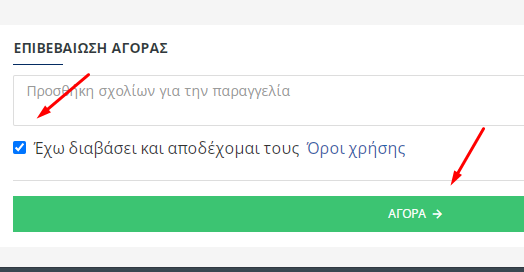 ΕΠΙΒΕΒΑΙΩΣΗ ΑΓΟΡΑΣ
Προσθήκη σχολίων για την παραγγελία
Έχω διαβάσει και αποδέχομαι τους Όροι χρήσης
ΑΓΟΡΑ →